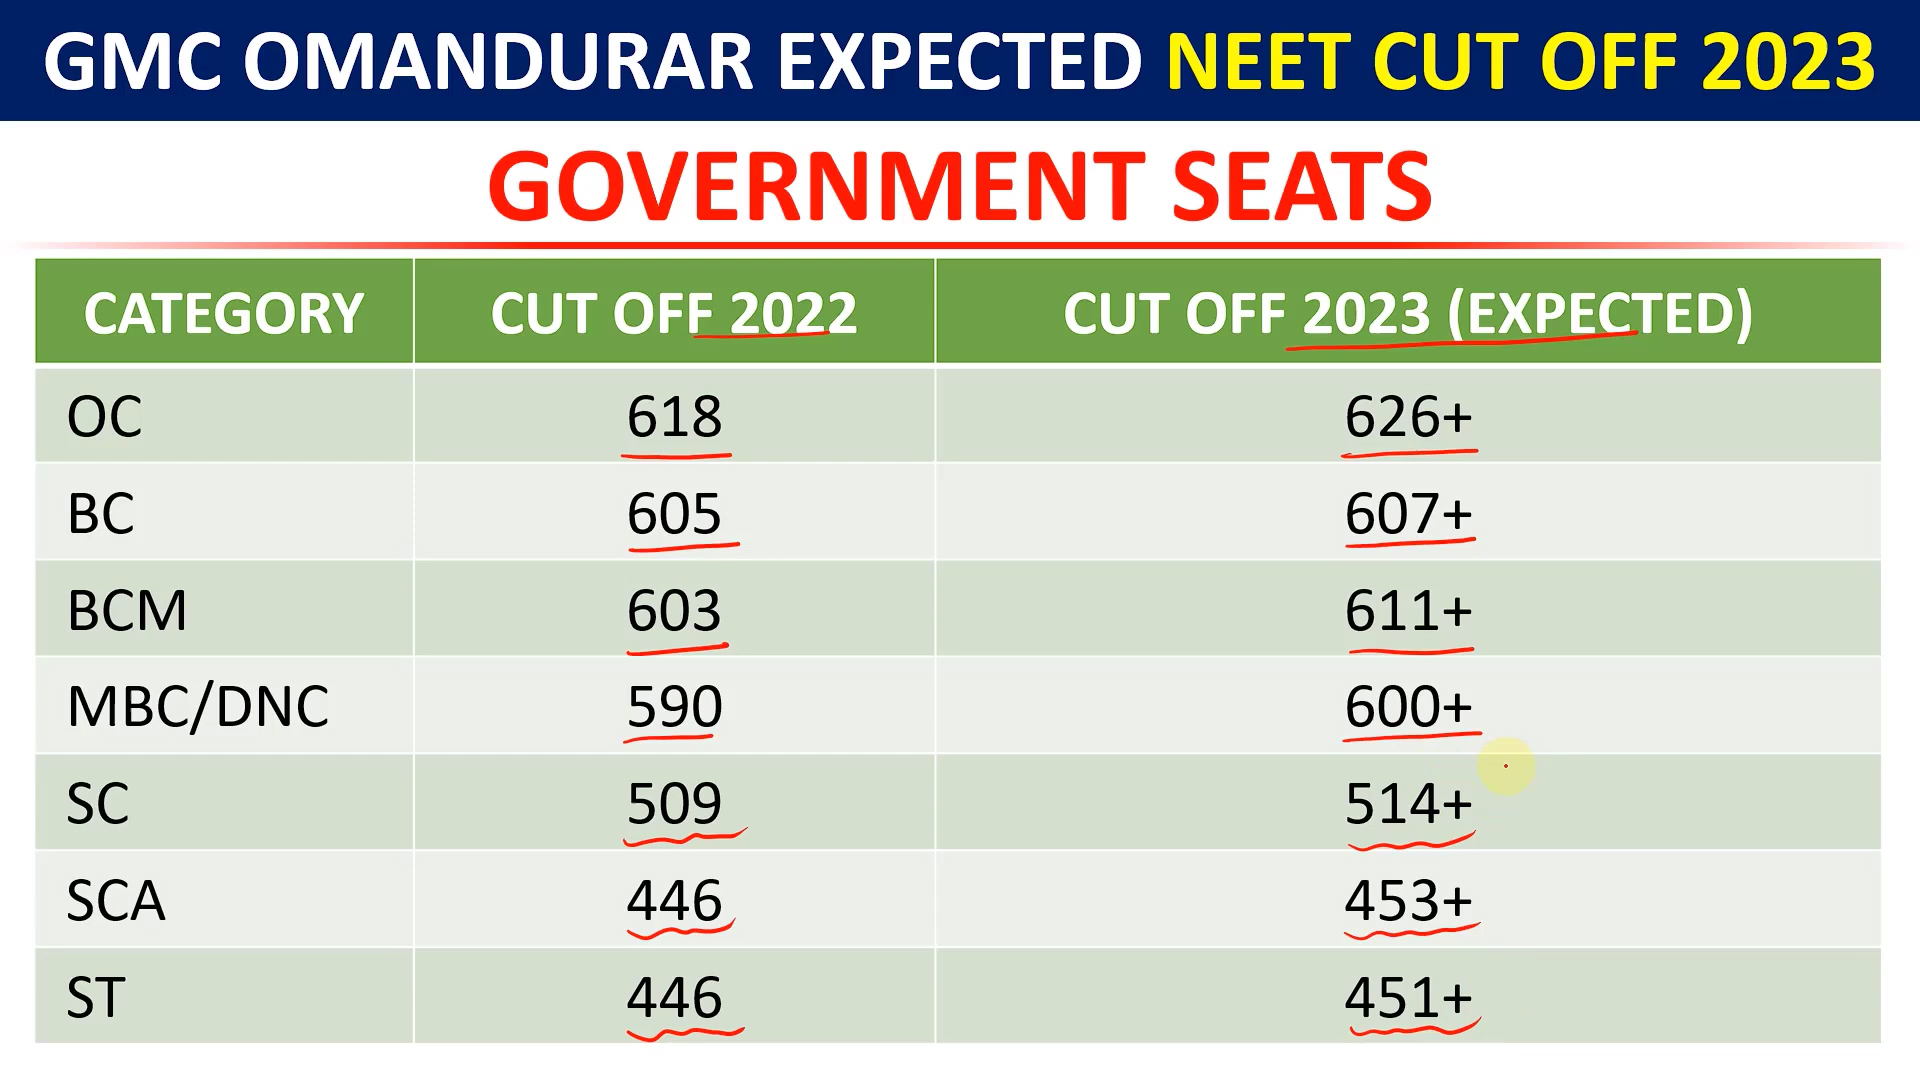 GMC OMANDURAR EXPECTED NEET CUT OFF 2023
GOVERNMENT SEATS
CATEGORY CUT OFF 2022 CUT OFF 2023 (EXPECTED)
OC 618 626+
BC 605 607+
BCM 603 611+
MBC/DNC 590 600+
SC 509 514+
SCA 446 453+
ST 446 451+